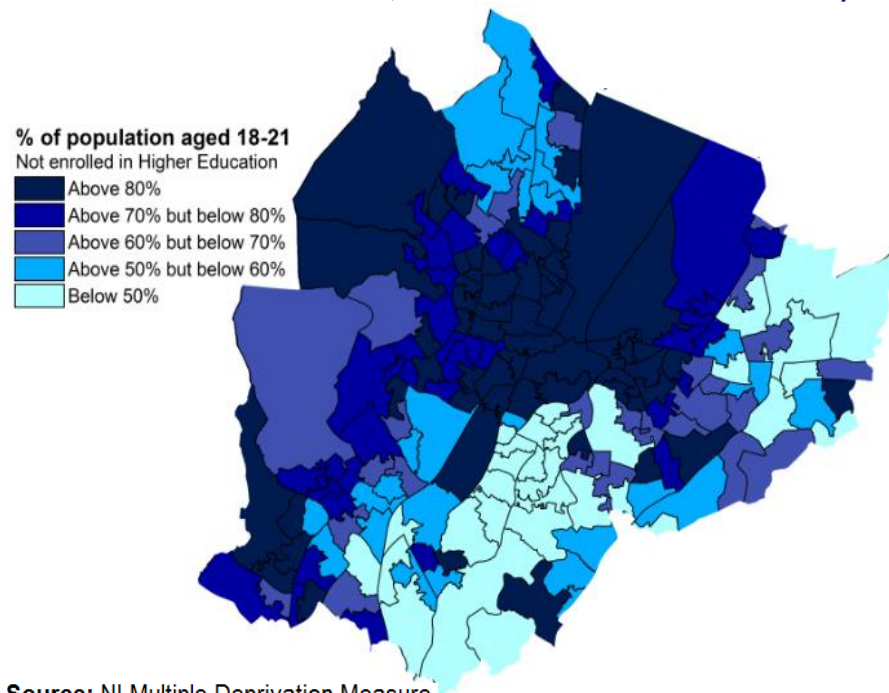 % of population aged 18-21
Not enrolled in Higher Education
Above 80%
Above 70% but below 80%
Above 60% but below 70%
Above 50% but below 60%
Below 50%
Source: NI Multiple Deprivation Measure